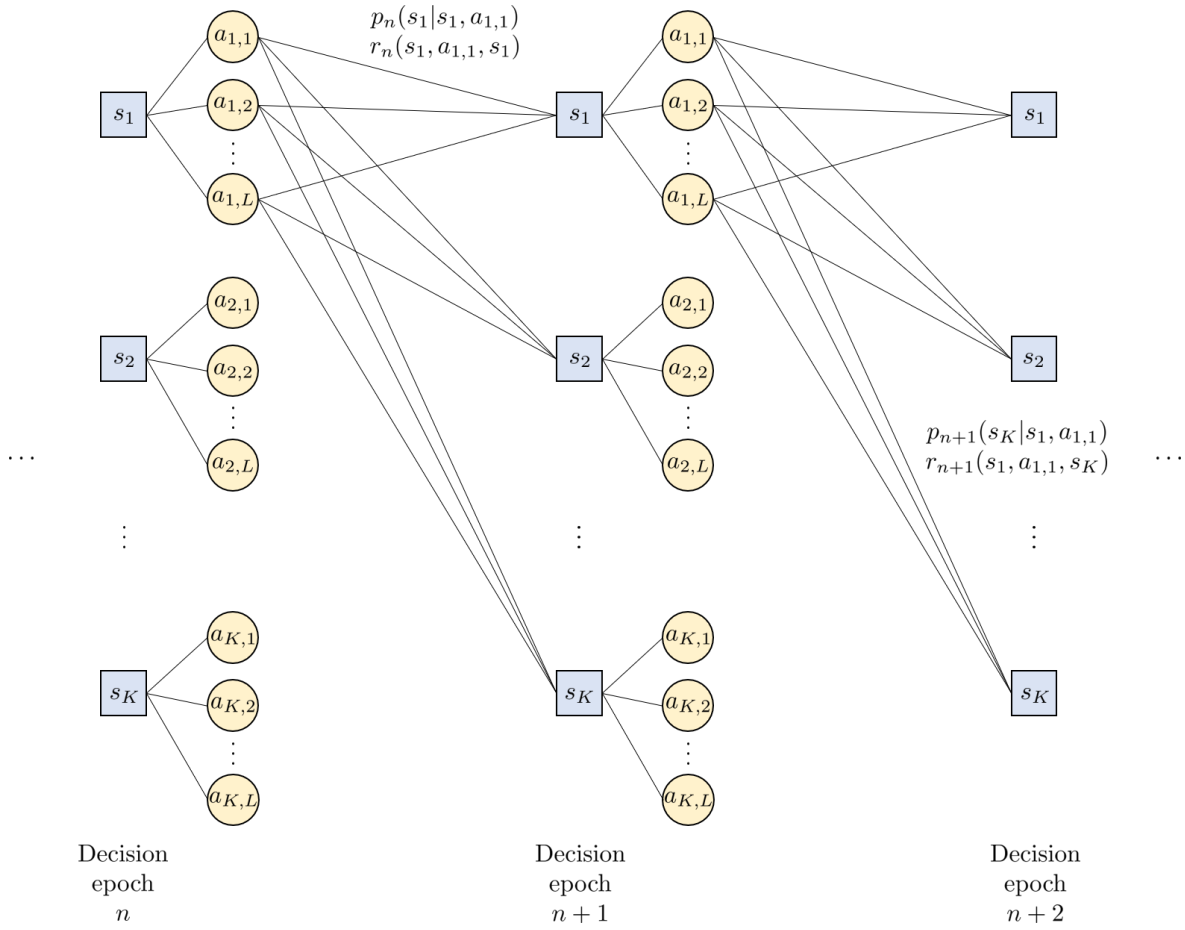 a_{1,1}
p_n(s_1|s_1, a_{1,1})
r_n(s_1, a_{1,1}, s_1)
a_{1,1}
s_1
a_{1,2}
s_1
a_{1,2}
s_1
⋮
⋮
a_{1,L}
a_{1,L}
a_{2,1}
a_{2,1}
s_2
a_{2,2}
s_2
a_{2,2}
s_2
⋮
⋮
p_{n+1}(s_K|s_1, a_{1,1})
r_{n+1}(s_1, a_{1,1}, s_K)
…
a_{2,L}
a_{2,L}
…
⋮
⋮
⋮
a_{K,1}
a_{K,1}
s_K
a_{K,2}
s_K
a_{K,2}
s_K
⋮
⋮
a_{K,L}
a_{K,L}
Decision
epoch
n
Decision
epoch
n + 1
Decision
epoch
n + 2